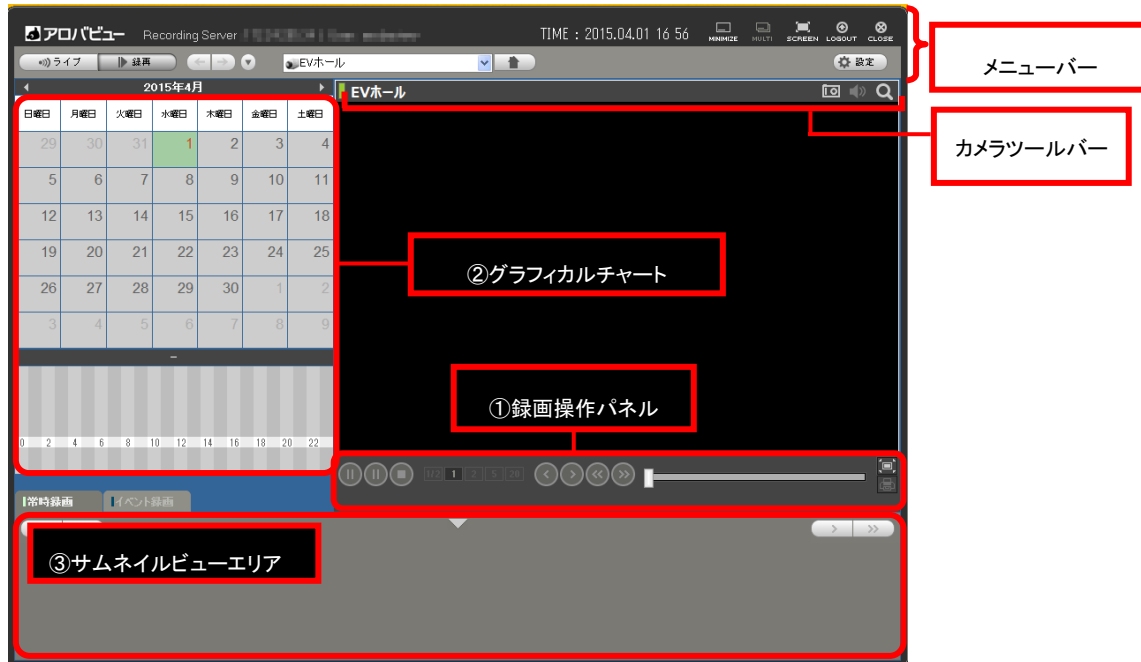 アロバビュー Recording Server TIME : 2015.04.01 16 56 MINIMIZE MULTI SCREEN LOGOUT CLOSE
メニューバー
ライブ 録再 EVホール 設定
2015年4月
EVホール
カメラツールバー
日曜日 月曜日 火曜日 水曜日 木曜日 金曜日 土曜日
29 30 31 1 2 3 4
5 6 7 8 9 10 11
12 13 14 15 16 17 18
19 20 21 22 23 24 25
26 27 28 29 30 1 2
3 4 5 6 7 8 9
②グラフィカルチャート
①録画操作パネル
0 2 4 6 8 10 12 14 16 18 20 22
1/2 1 2 5 20
常時録画 イベント録画
③サムネイルビューエリア